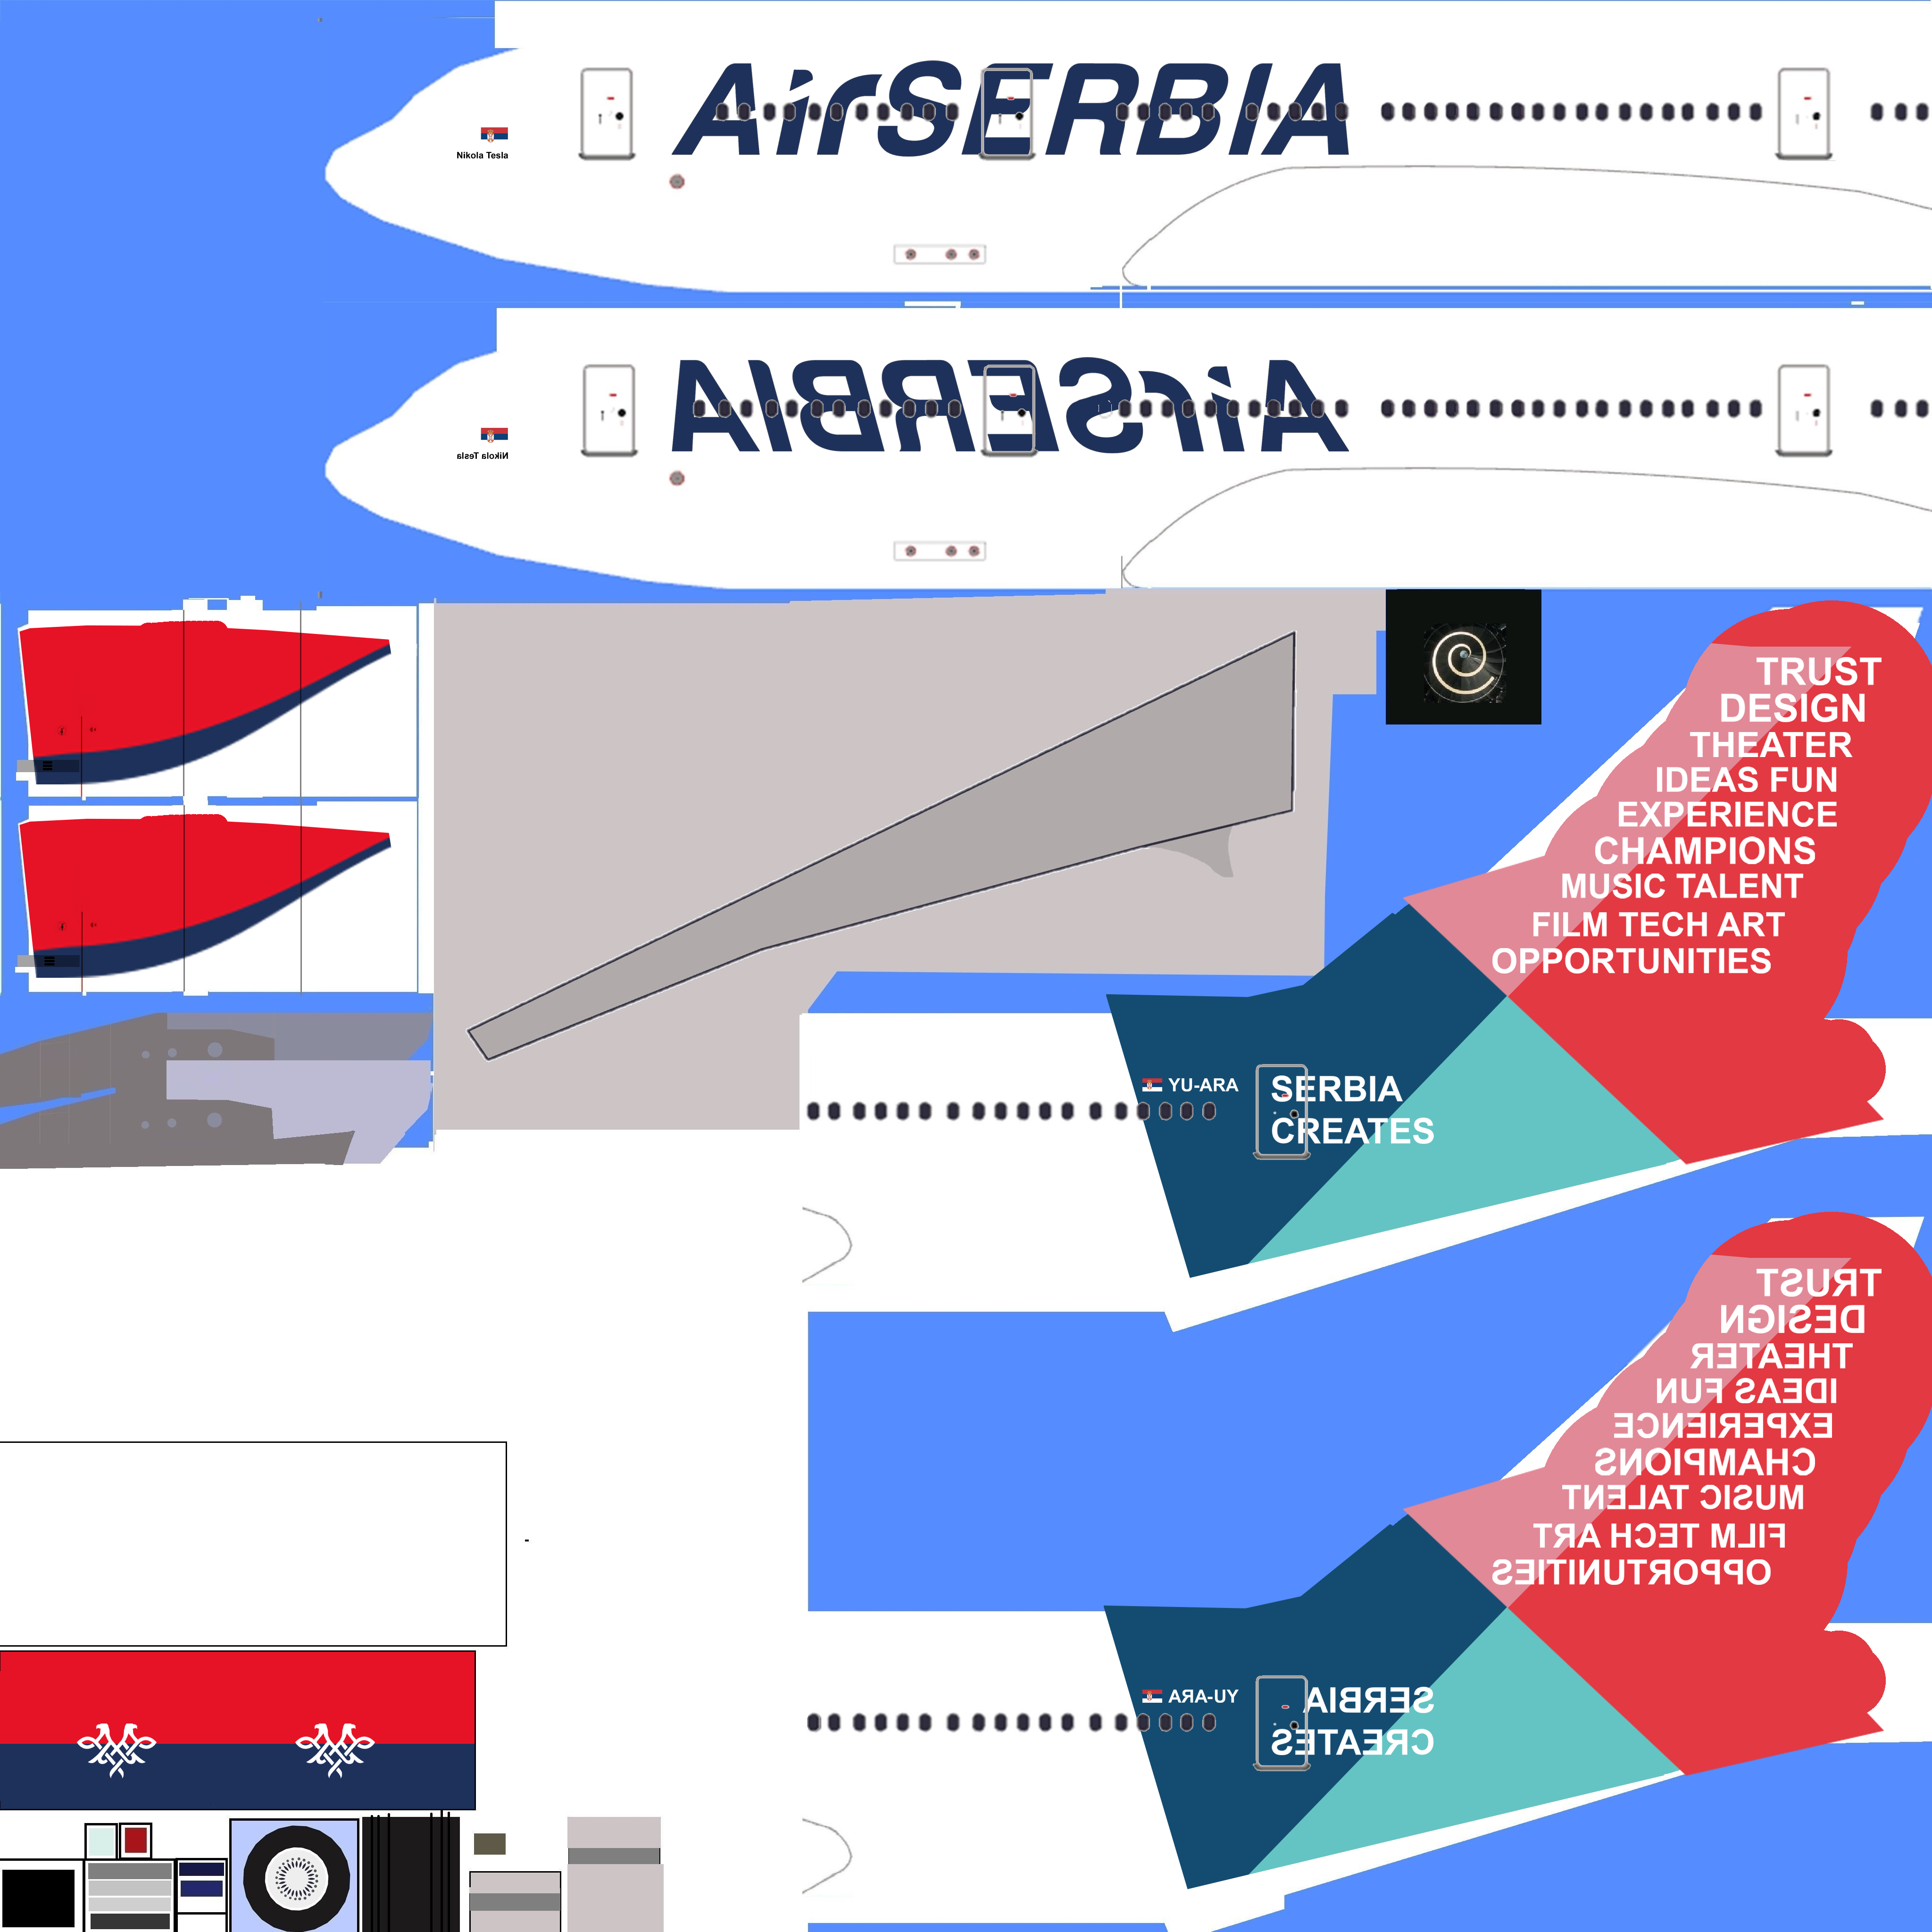 AirSERBIA
Nikola Tesla
AirSERBIA
Nikola Tesla
TRUST
DESIGN
THEATER
IDEAS FUN
EXPERIENCE
CHAMPIONS
MUSIC TALENT
FILM TECH ART
OPPORTUNITIES
YU-ARA
SERBIA
CREATES
TRUST
DESIGN
THEATER
IDEAS FUN
EXPERIENCE
CHAMPIONS
MUSIC TALENT
FILM TECH ART
OPPORTUNITIES
YU-ARA
SERBIA
CREATES